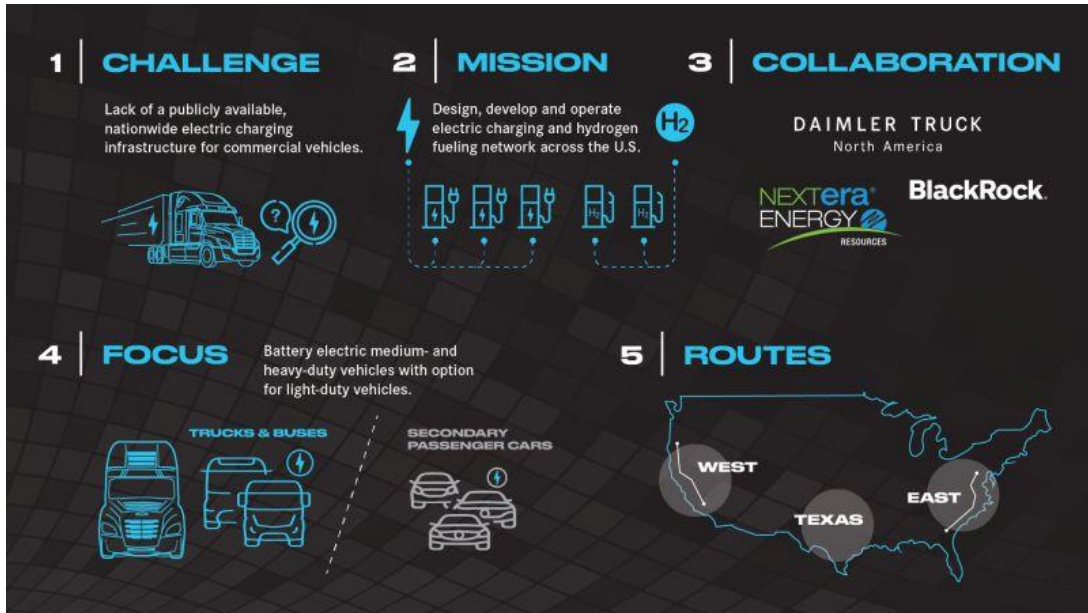 1 | CHALLENGE
Lack of a publicly available,
nationwide electric charging
infrastructure for commercial vehicles.
?
2 | MISSION
Design, develop and operate
electric charging and hydrogen
fueling network across the U.S.
H2
H2
H2
3 | COLLABORATION
DAIMLER TRUCK
North America
NEXTera®
ENERGY
RESOURCES
BlackRock.
4 | FOCUS
Battery electric medium- and
heavy-duty vehicles with option
for light-duty vehicles.
TRUCKS & BUSES
SECONDARY
PASSENGER CARS
5 | ROUTES
WEST
TEXAS
EAST